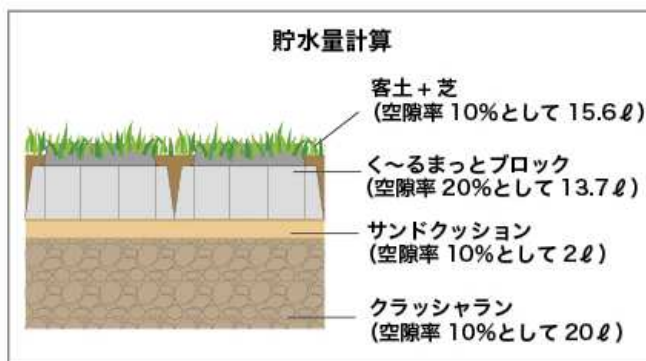 貯水量計算
客土 + 芝
(空隙率 10%として 15.6ℓ)
く〜るまっとブロック
(空隙率 20%として 13.7ℓ)
サンドクッション
(空隙率 10%として 2ℓ)
クラッシャラン
(空隙率 10%として 20ℓ)